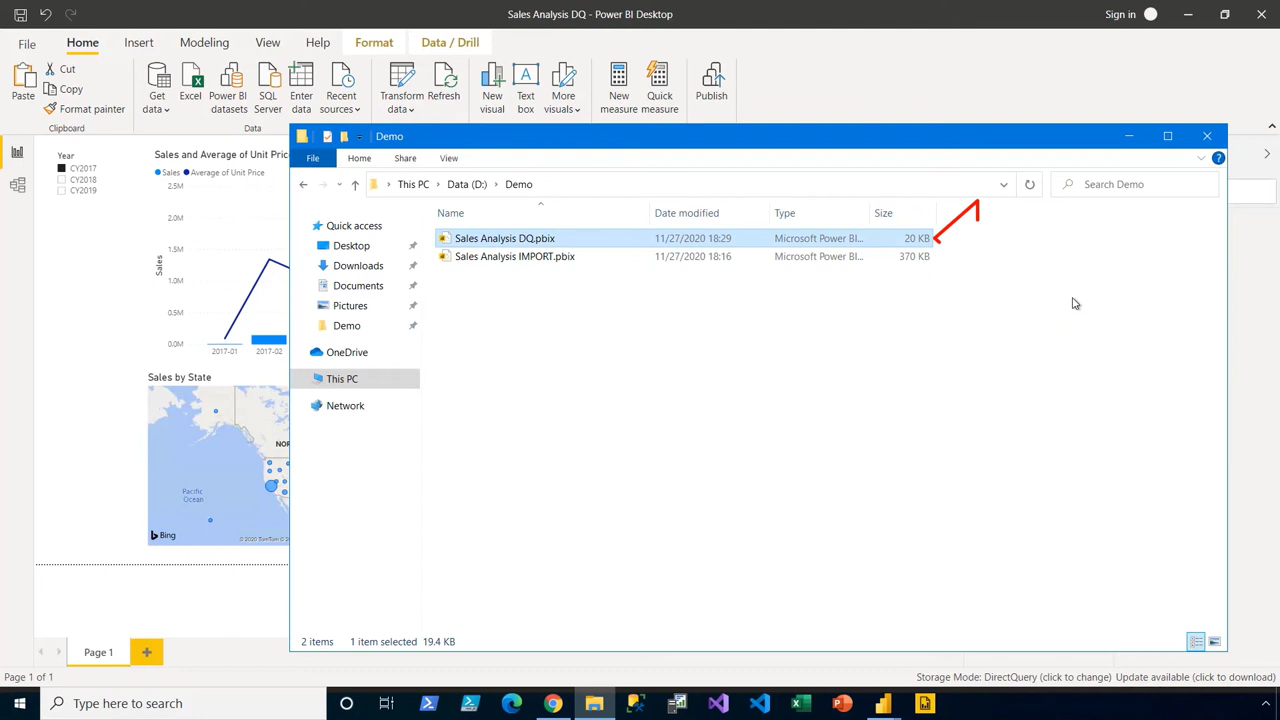 Sales Analysis DQ - Power BI Desktop
Sign in
File
Home
Insert
Modeling
View
Help
Format
Data / Drill
Paste
Cut
Copy
Format painter
Clipboard
Get data
Excel
Power BI datasets
SQL Server
Enter data
Recent sources
Data
Transform data
Refresh
New visual
Text box
More visuals
New measure
Quick measure
Publish
Year
CY2017
CY2018
CY2019
Sales and Average of Unit Pric
Sales Average of Unit Price
2.5M
2.0M
1.5M
1.0M
0.5M
0.0M
Sales
2017-01 2017-02
Sales by State
NOR
Pacific Ocean
Bing
© 2020 TomTom ©
Demo
File
Home
Share
View
This PC
Data (D:)
Demo
Search Demo
Name
Date modified
Type
Size
Sales Analysis DQ.pbix 11/27/2020 18:29 Microsoft Power BI... 20 KB
Sales Analysis IMPORT.pbix 11/27/2020 18:16 Microsoft Power BI... 370 KB
Quick access
Desktop
Downloads
Documents
Pictures
Demo
OneDrive
This PC
Network
2 items 1 item selected 19.4 KB
Page 1
Page 1 of 1
Storage Mode: DirectQuery (click to change)
Update available (click to download)
Type here to search